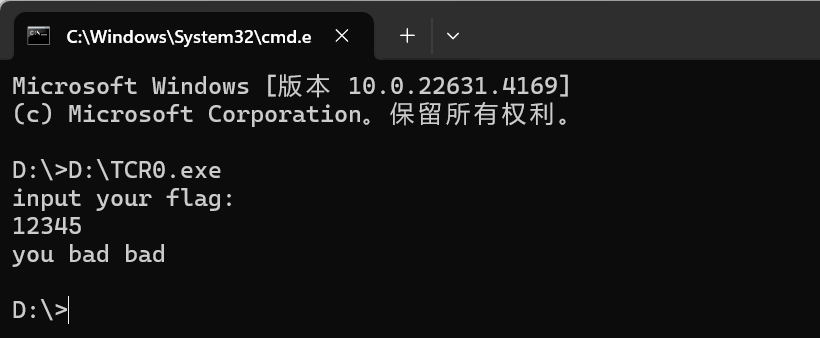 C:\Windows\System32\cmd.e
Microsoft Windows [版本 10.0.22631.4169]
(c) Microsoft Corporation。保留所有权利。
D:\>D:\TCR0.exe
input your flag:
12345
you bad bad
D:\>